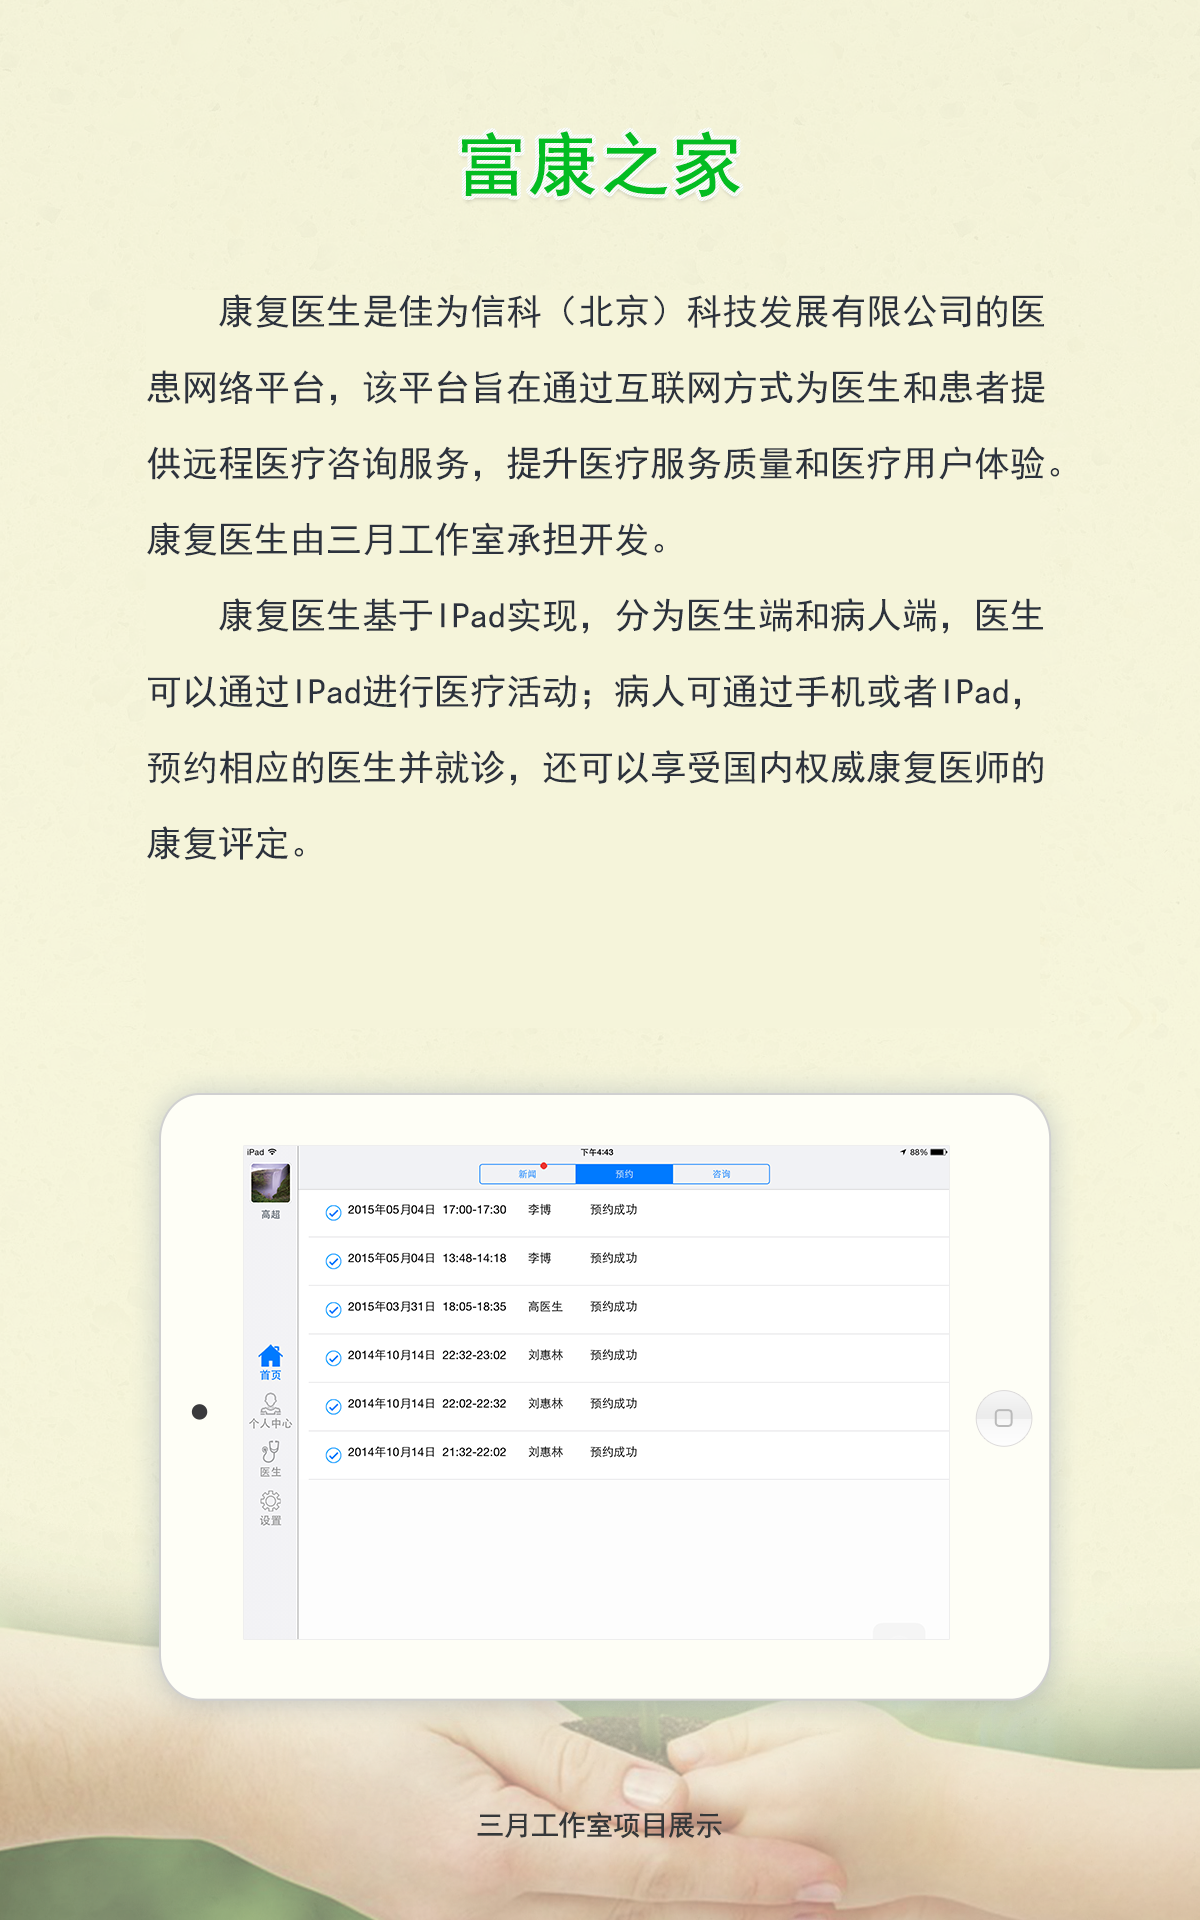 富康之家
康复医生是佳为信科（北京）科技发展有限公司的医
患网络平台，该平台旨在通过互联网方式为医生和患者提
供远程医疗咨询服务，提升医疗服务质量和医疗用户体验。
康复医生由三月工作室承担开发。
康复医生基于IPad实现，分为医生端和病人端，医生
可以通过IPad进行医疗活动；病人可通过手机或者IPad，
预约相应的医生并就诊，还可以享受国内权威康复医师的
康复评定。
iPad 下午4:43 88%
新闻 预约 咨询
高超
2015年05月04日 17:00-17:30 李博 预约成功
2015年05月04日 13:48-14:18 李博 预约成功
2015年03月31日 18:05-18:35 高医生 预约成功
2014年10月14日 22:32-23:02 刘惠林 预约成功
2014年10月14日 22:02-22:32 刘惠林 预约成功
2014年10月14日 21:32-22:02 刘惠林 预约成功
首页
个人中心
医生
设置
三月工作室项目展示